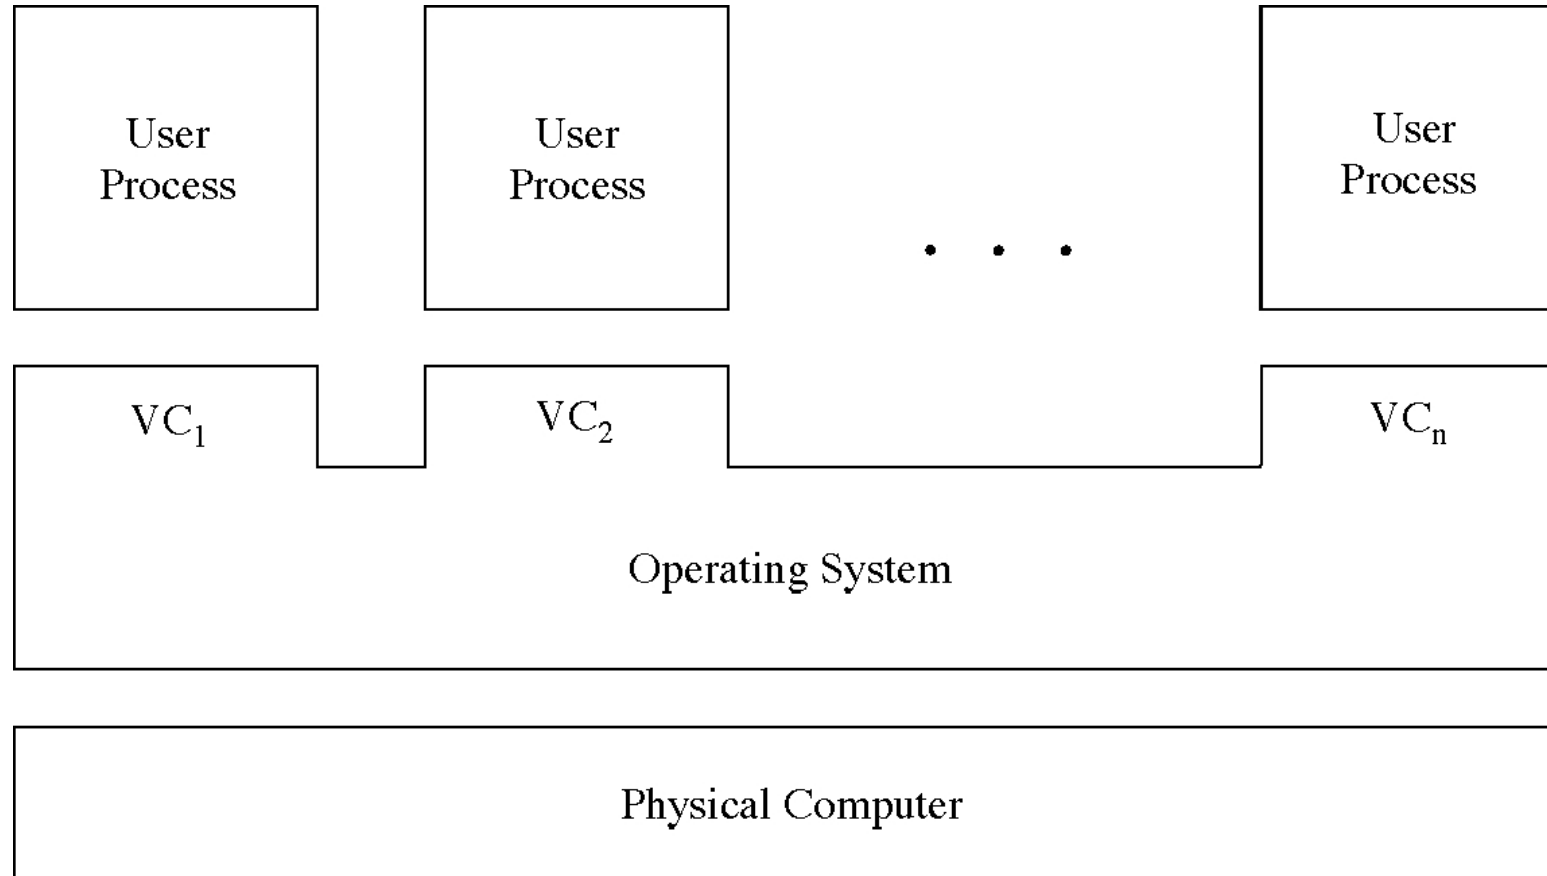 User
Process
User
Process
User
Process
. . .
VC₁
VC₂
VCₙ
Operating System
Physical Computer